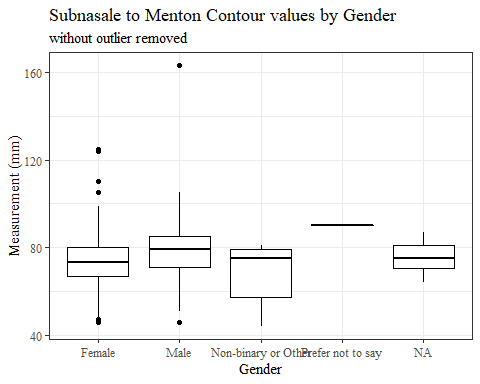 Subnasale to Menton Contour values by Gender
without outlier removed
Measurement (mm)
160
120
80
40
Female Male Non-binary or Other Prefer not to say NA
Gender